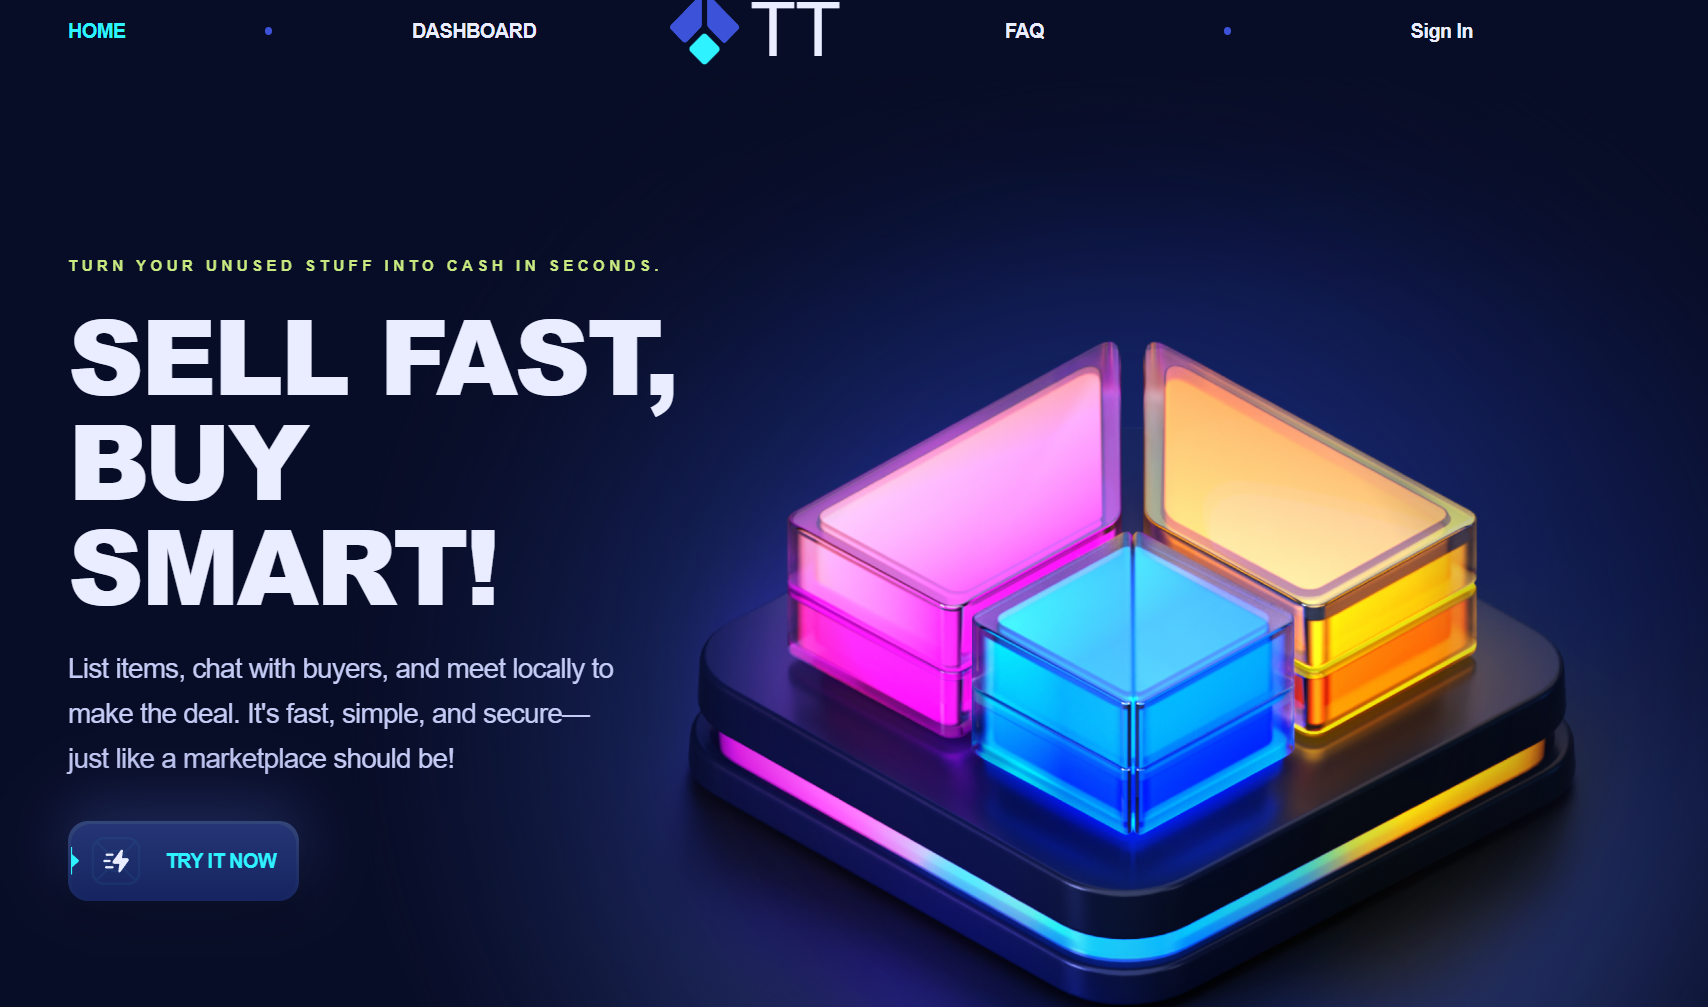 HOME
DASHBOARD
TT
FAQ
Sign In
TURN YOUR UNUSED STUFF INTO CASH IN SECONDS.
SELL FAST,
BUY
SMART!
List items, chat with buyers, and meet locally to
make the deal. It's fast, simple, and secure—
just like a marketplace should be!
TRY IT NOW